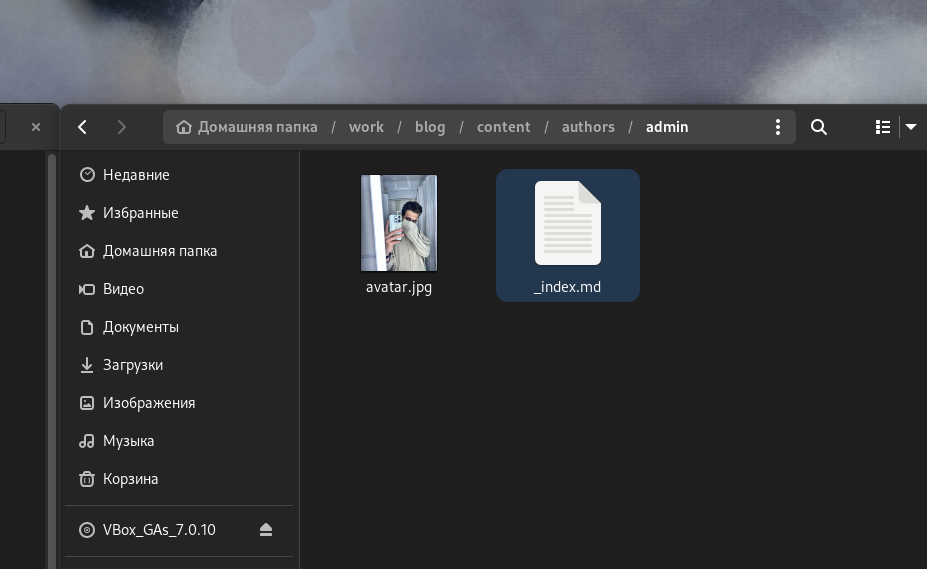 Домашняя папка / work / blog / content / authors / admin
Недавние
Избранные
Домашняя папка
Видео
Документы
Загрузки
Изображения
Музыка
Корзина
VBox_GAs_7.0.10
avatar.jpg
_index.md